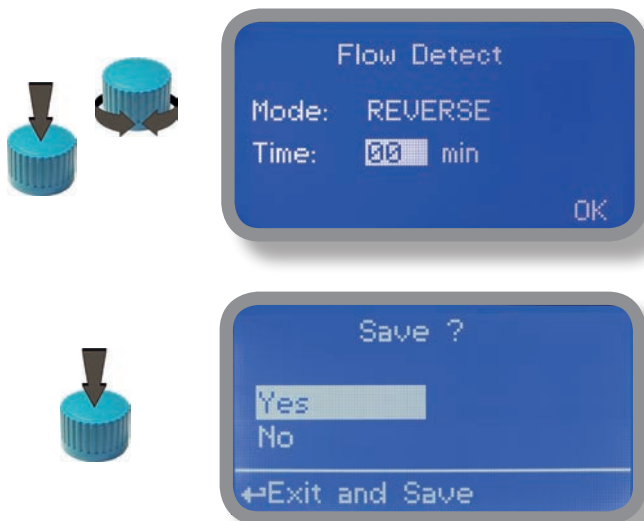 Flow Detect
Mode: REVERSE
Time: 00 min
OK
Save ?
Yes
No
↵Exit and Save